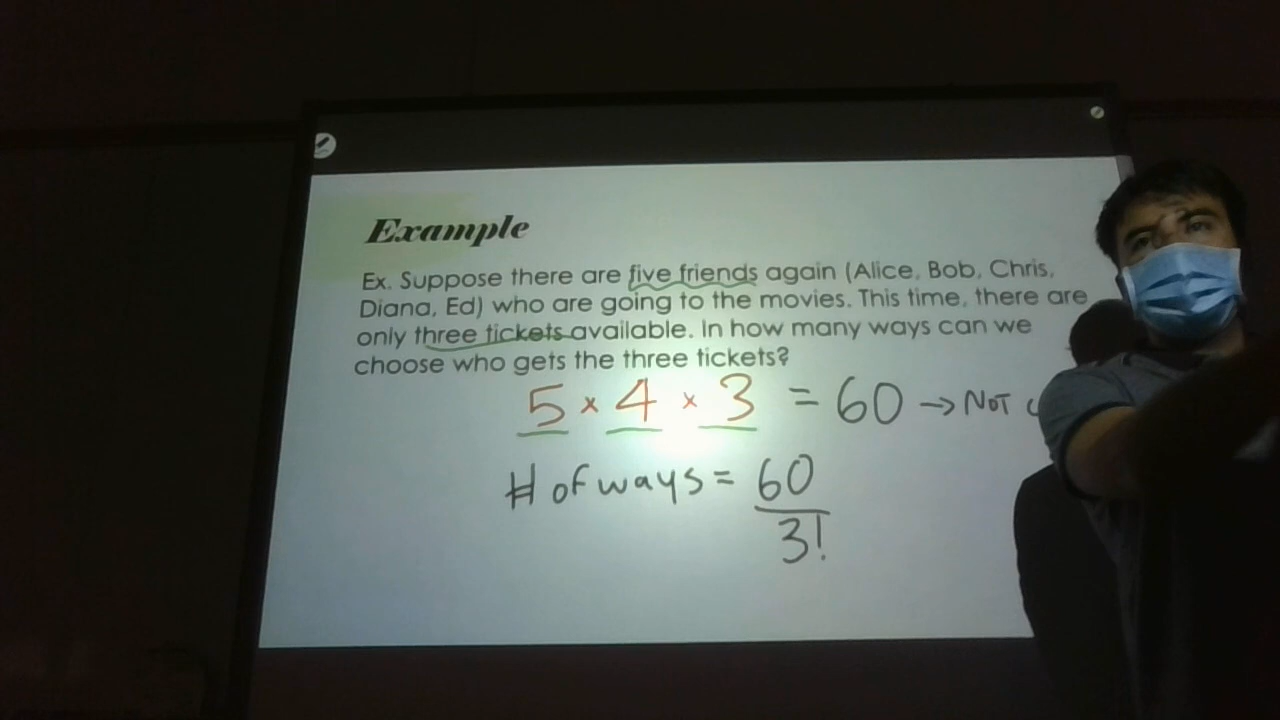 Example
Ex. Suppose there are five friends again (Alice, Bob, Chris,
Diana, Ed) who are going to the movies. This time, there are
only three tickets available. In how many ways can we
choose who gets the three tickets?
5 × 4 × 3 = 60 → NOT
# of ways = 60
3!